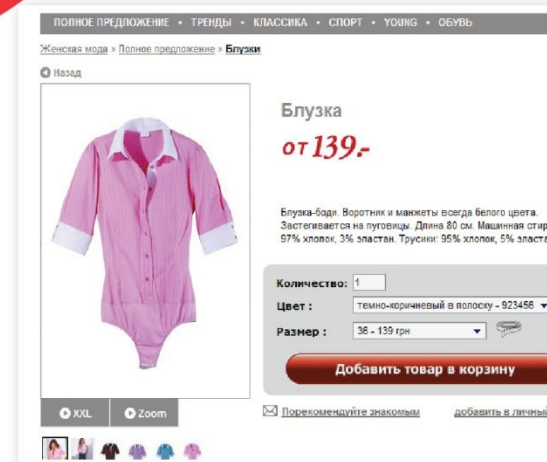 ПОЛНОЕ ПРЕДЛОЖЕНИЕ • ТРЕНДЫ • КЛАССИКА • СПОРТ • YOUNG • ОБУВЬ
Женская мода » Полное предложение » Блузки
Назад
Блузка
от 139.-
Блузка-боди. Воротник и манжеты всегда белого цвета.
Застегивается на пуговицы. Длина 80 см. Машинная стир
97% хлопок, 3% эластан. Трусики: 95% хлопок, 5% эласта
Количество: 1
Цвет : темно-коричневый в полоску - 923456
Размер : 36 - 139 грн
Добавить товар в корзину
XXL Zoom
Порекомендуйте знакомым добавить в личный